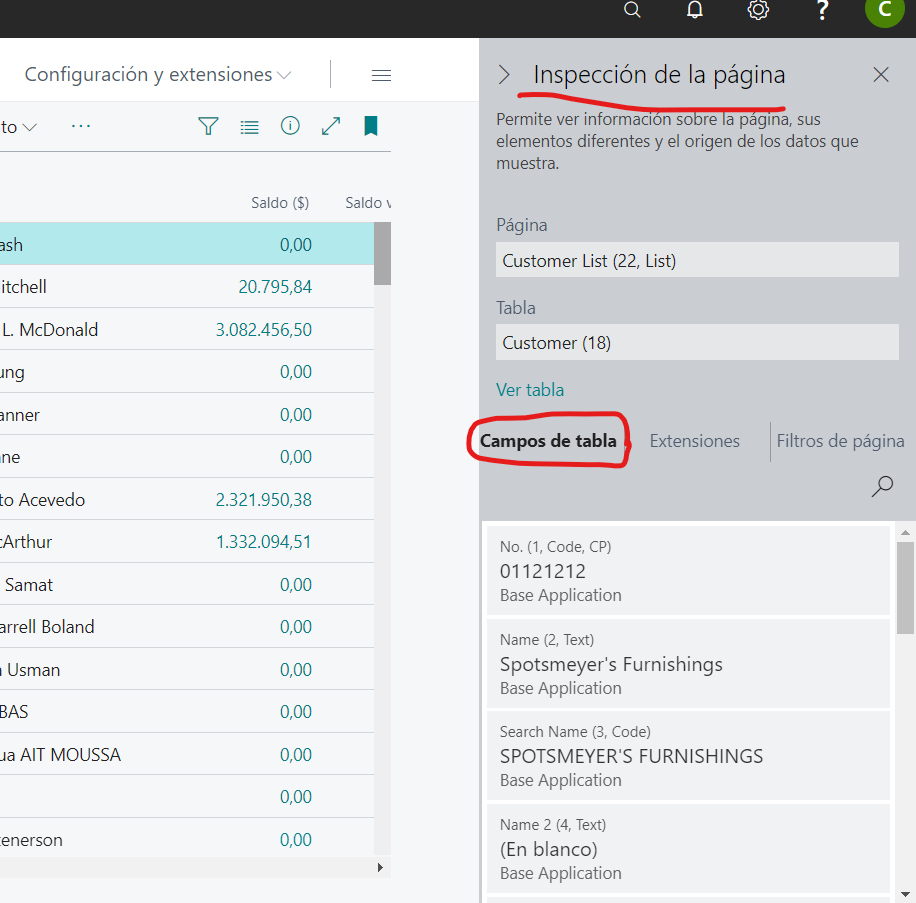 C
Configuración y extensiones
to
Saldo ($) Saldo v
ash 0,00
itchell 20.795,84
L. McDonald 3.082.456,50
ung 0,00
anner 0,00
ne 0,00
to Acevedo 2.321.950,38
cArthur 1.332.094,51
Samat 0,00
arrell Boland 0,00
n Usman 0,00
BAS 0,00
ua AIT MOUSSA 0,00
0,00
enerson 0,00
Inspección de la página
Permite ver información sobre la página, sus
elementos diferentes y el origen de los datos que
muestra.
Página
Customer List (22, List)
Tabla
Customer (18)
Ver tabla
Campos de tabla Extensiones Filtros de página
No. (1, Code, CP)
01121212
Base Application
Name (2, Text)
Spotsmeyer's Furnishings
Base Application
Search Name (3, Code)
SPOTSMEYER'S FURNISHINGS
Base Application
Name 2 (4, Text)
(En blanco)
Base Application